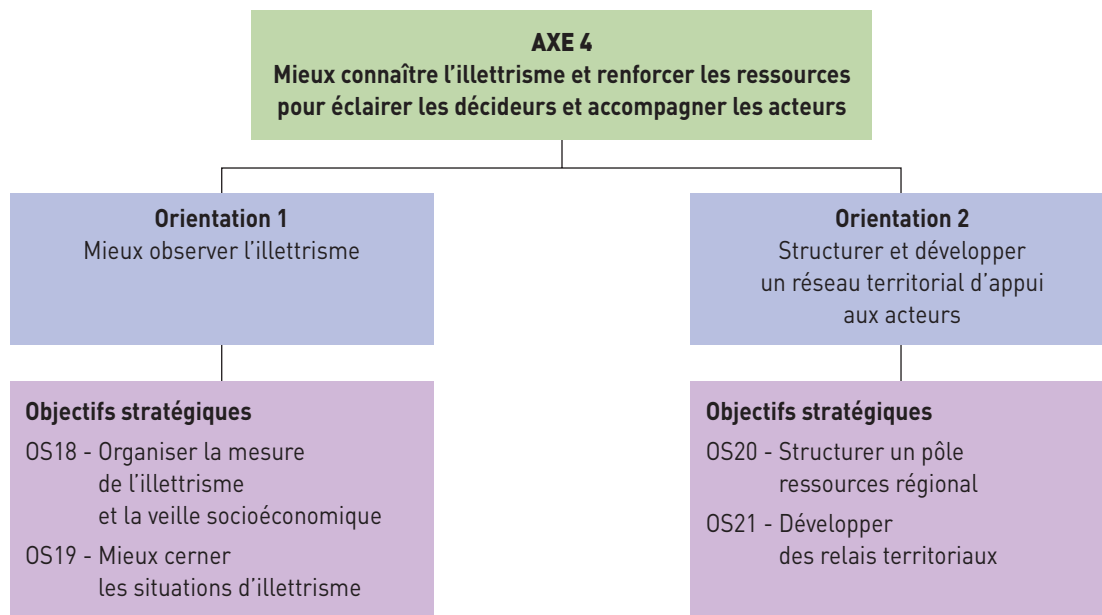 AXE 4
Mieux connaître l’illettrisme et renforcer les ressources
pour éclairer les décideurs et accompagner les acteurs
Orientation 1
Mieux observer l’illettrisme
Orientation 2
Structurer et développer
un réseau territorial d’appui
aux acteurs
Objectifs stratégiques
OS18 - Organiser la mesure
de l’illettrisme
et la veille socioéconomique
OS19 - Mieux cerner
les situations d’illettrisme
Objectifs stratégiques
OS20 - Structurer un pôle
ressources régional
OS21 - Développer
des relais territoriaux